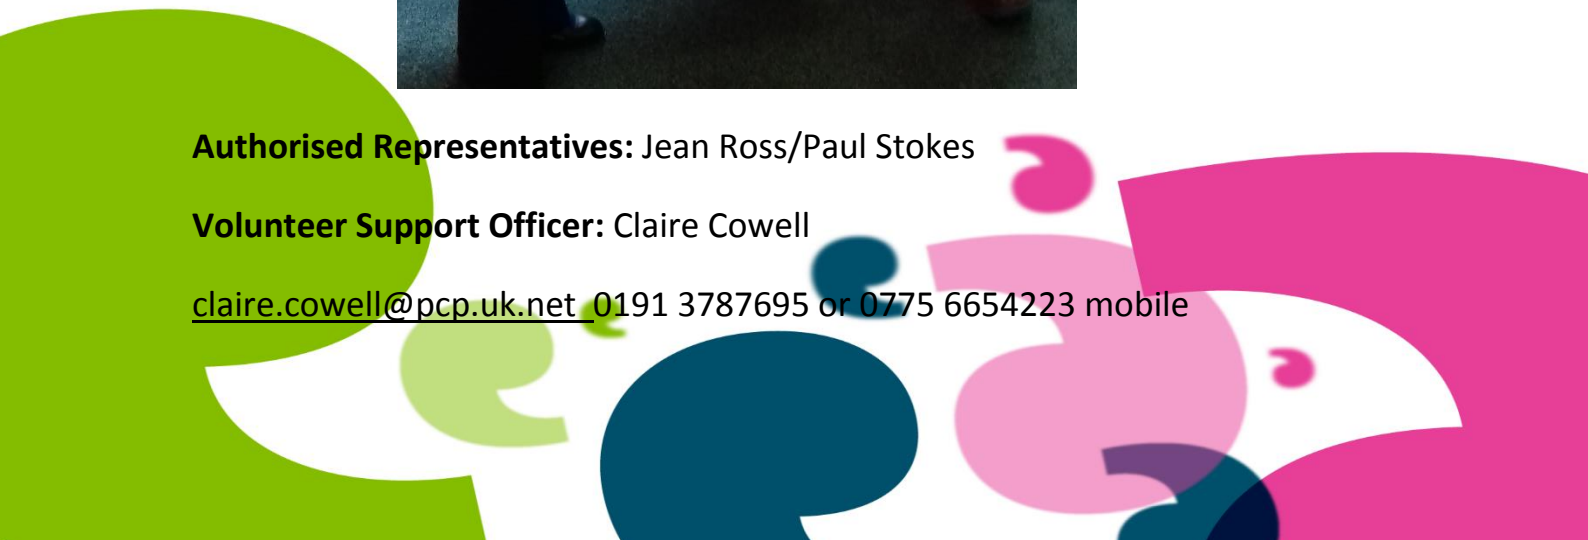 Authorised Representatives: Jean Ross/Paul Stokes
Volunteer Support Officer: Claire Cowell
claire.cowell@pcp.uk.net 0191 3787695 or 0775 6654223 mobile